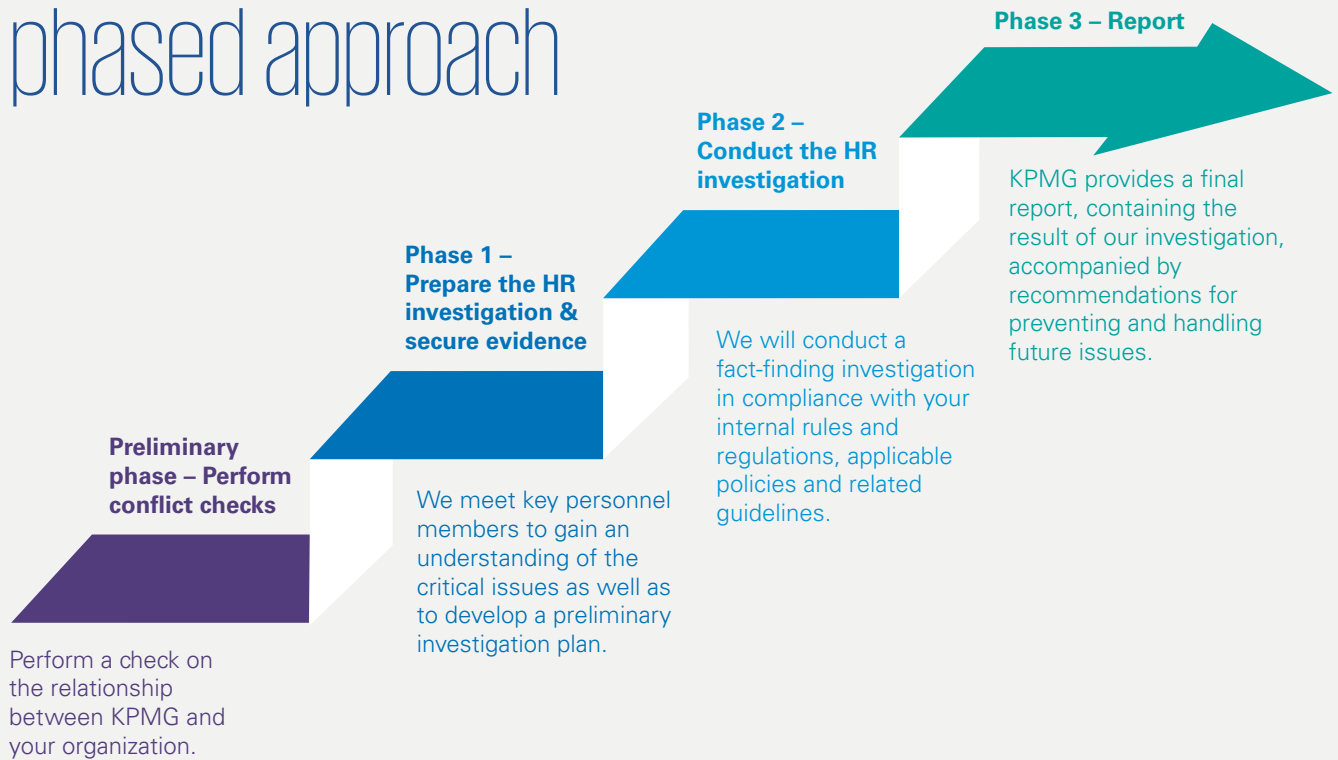 phased approach
Preliminary
phase – Perform
conflict checks
Perform a check on
the relationship
between KPMG and
your organization.
Phase 1 –
Prepare the HR
investigation &
secure evidence
We meet key personnel
members to gain an
understanding of the
critical issues as well as
to develop a preliminary
investigation plan.
Phase 2 –
Conduct the HR
investigation
We will conduct a
fact-finding investigation
in compliance with your
internal rules and
regulations, applicable
policies and related
guidelines.
Phase 3 – Report
KPMG provides a final
report, containing the
result of our investigation,
accompanied by
recommendations for
preventing and handling
future issues.